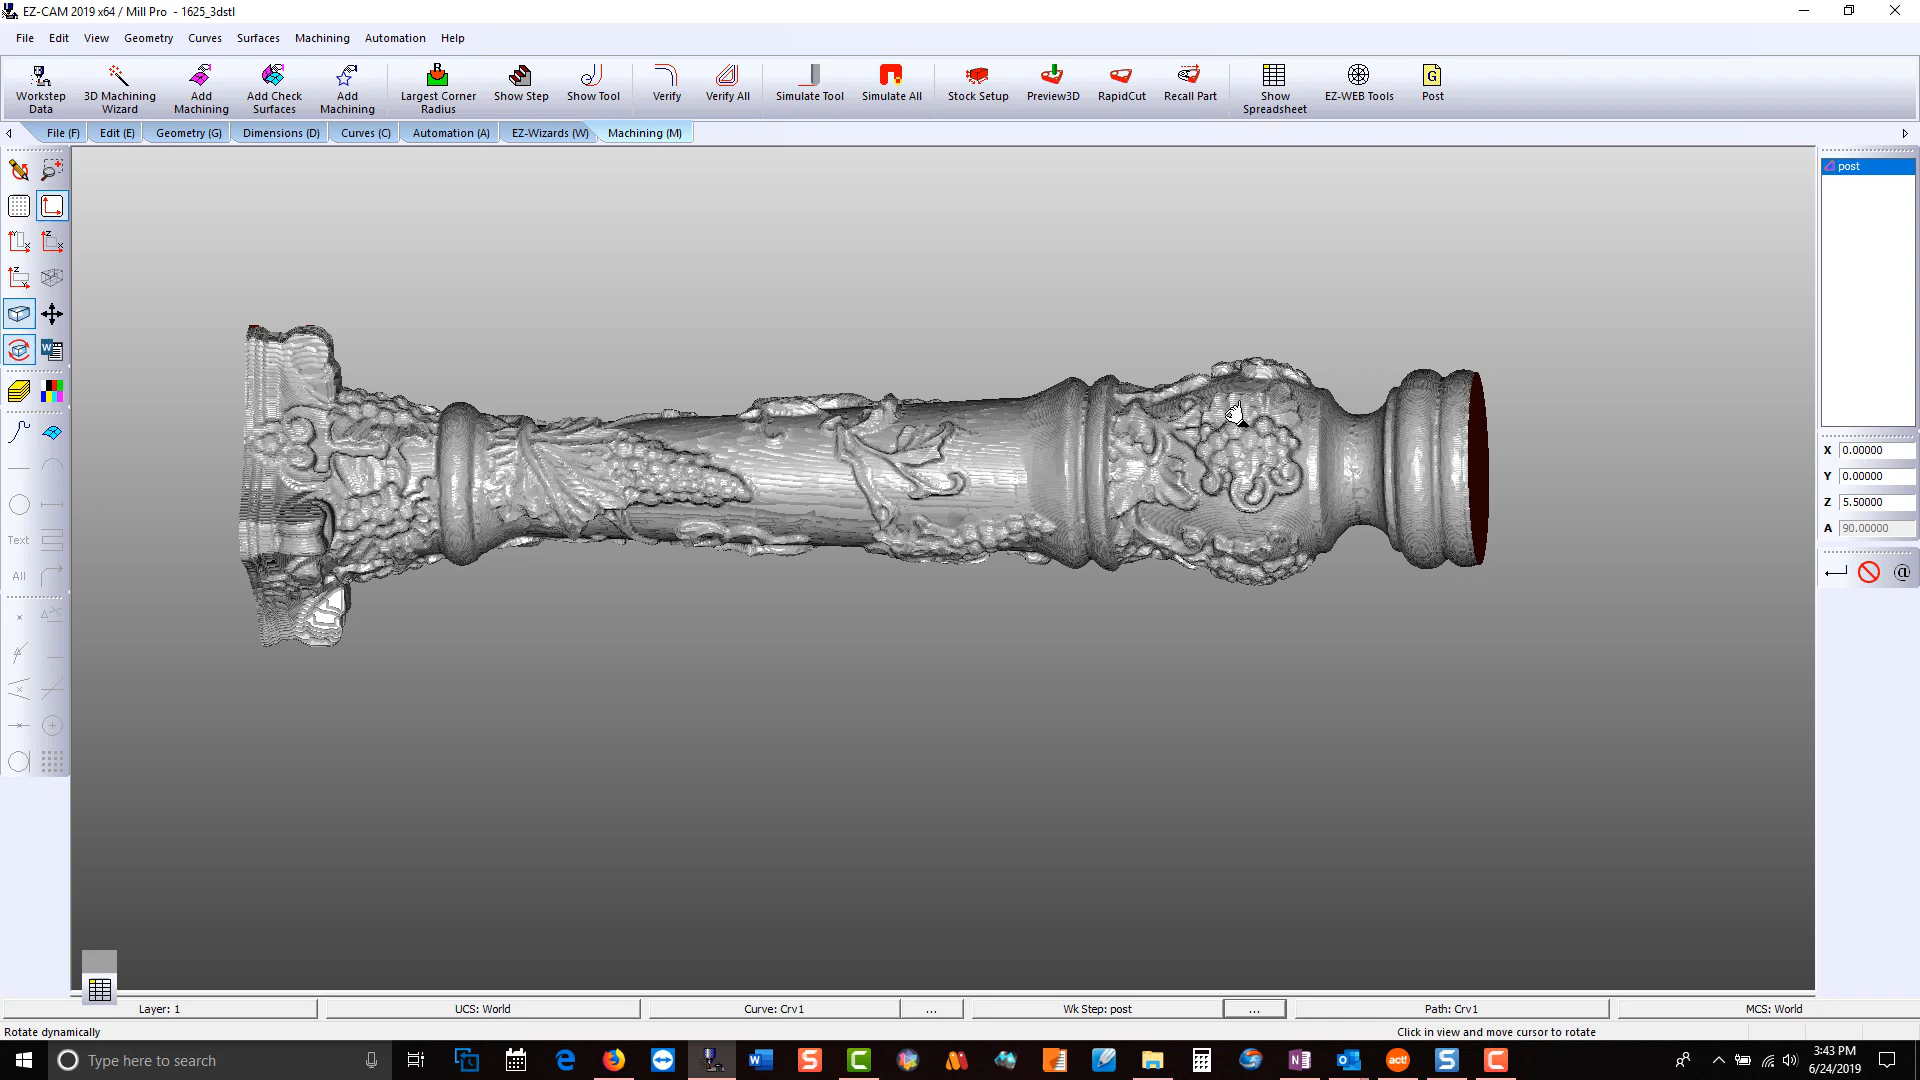 EZ-CAM 2019 x64 / Mill Pro - 1625_3dstl
File Edit View Geometry Curves Surfaces Machining Automation Help
Workstep Data
3D Machining Wizard
Add Machining
Add Check Surfaces
Add Machining
Largest Corner Radius
Show Step
Show Tool
Verify
Verify All
Simulate Tool
Simulate All
Stock Setup
Preview3D
RapidCut
Recall Part
Show Spreadsheet
EZ-WEB Tools
Post
File (F) Edit (E) Geometry (G) Dimensions (D) Curves (C) Automation (A) EZ-Wizards (W) Machining (M)
post
X 0.00000
Y 0.00000
Z 5.50000
A 90.00000
@
Text
All
Layer: 1 UCS: World Curve: Crv1 ... Wk Step: post ... Path: Crv1 MCS: World
Rotate dynamically Click in view and move cursor to rotate
Type here to search
act!
3:43 PM
6/24/2019